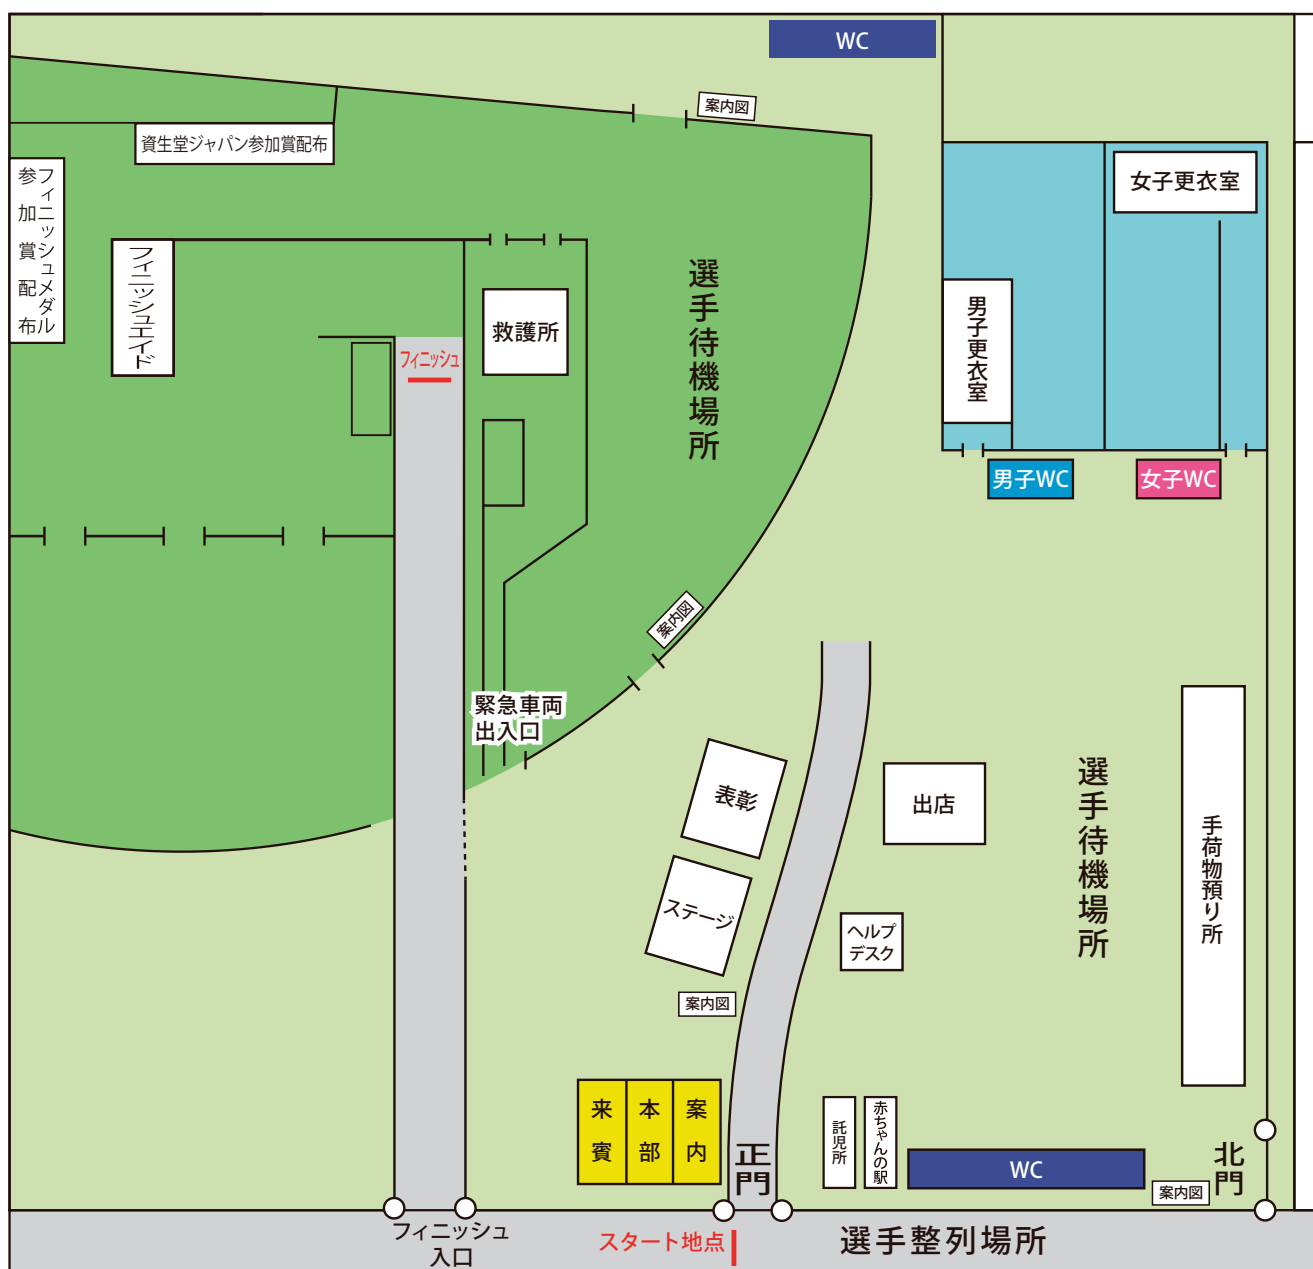 WC
案内図
資生堂ジャパン参加賞配布
女子更衣室
フィニッシュメダル
参加賞配布
フィニッシュエイド
選手待機場所
男子更衣室
救護所
フィニッシュ
男子WC
女子WC
案内図
緊急車両
出入口
表彰
出店
選手待機場所
手荷物預り所
ステージ
ヘルプ
デスク
案内図
来賓
本部
案内
正門
託児所
赤ちゃんの駅
WC
案内図
北門
フィニッシュ
入口
スタート地点
選手整列場所